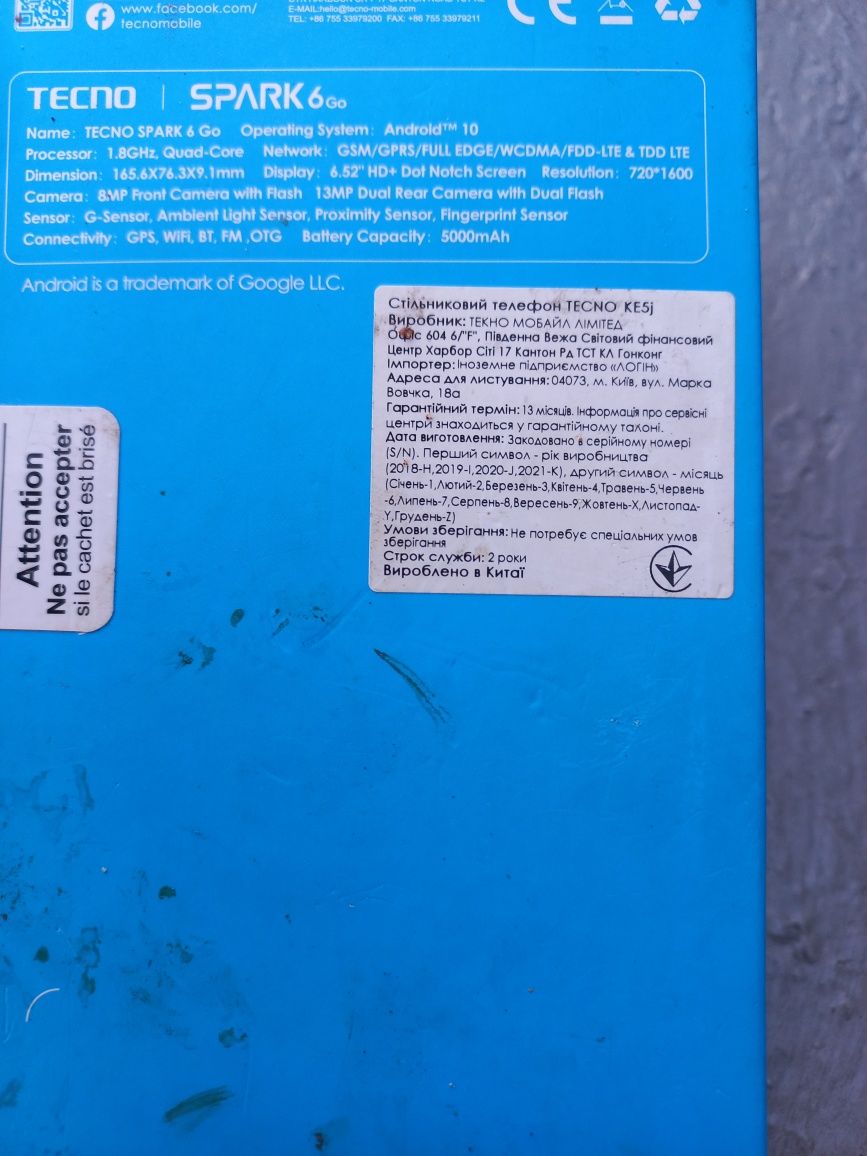 www.facebook.com/
tecnomobile
E-MAIL:hello@tecno-mobile.com
TEL: +86 755 33979200 FAX: +86 755 33979211
TECNO | SPARK 6 Go
Name: TECNO SPARK 6 Go Operating System: Android™ 10
Processor: 1.8GHz, Quad-Core Network: GSM/GPRS/FULL EDGE/WCDMA/FDD-LTE & TDD LTE
Dimension: 165.6X76.3X9.1mm Display: 6.52" HD+ Dot Notch Screen Resolution: 720*1600
Camera: 8MP Front Camera with Flash 13MP Dual Rear Camera with Dual Flash
Sensor: G-Sensor, Ambient Light Sensor, Proximity Sensor, Fingerprint Sensor
Connectivity: GPS, WiFi, BT, FM ,OTG Battery Capacity: 5000mAh
Android is a trademark of Google LLC.
Стільниковий телефон TECNO KE5j
Виробник: ТЕКНО МОБАЙЛ ЛІМІТЕД
Офіс 604 6/"F", Південна Вежа Світовий фінансовий
Центр Харбор Сіті 17 Кантон Рд ТСТ КЛ Гонконг
Імпортер: Іноземне підприємство «ЛОГІН»
Адреса для листування: 04073, м. Київ, вул. Марка
Вовчка, 18а
Гарантійний термін: 13 місяців. Інформація про сервісні
центри знаходиться у гарантійному талоні.
Дата виготовлення: Закодовано в серійному номері
(S/N). Перший символ - рік виробництва
(2018-H,2019-I,2020-J,2021-K), другий символ - місяць
(Січень-1,Лютий-2,Березень-3,Квітень-4,Травень-5,Червень
-6,Липень-7,Серпень-8,Вересень-9,Жовтень-X,Листопад-
Y,Грудень-Z)
Умови зберігання: Не потребує спеціальних умов
зберігання
Строк служби: 2 роки
Вироблено в Китаї
Attention
Ne pas accepter
si le cachet est brisé